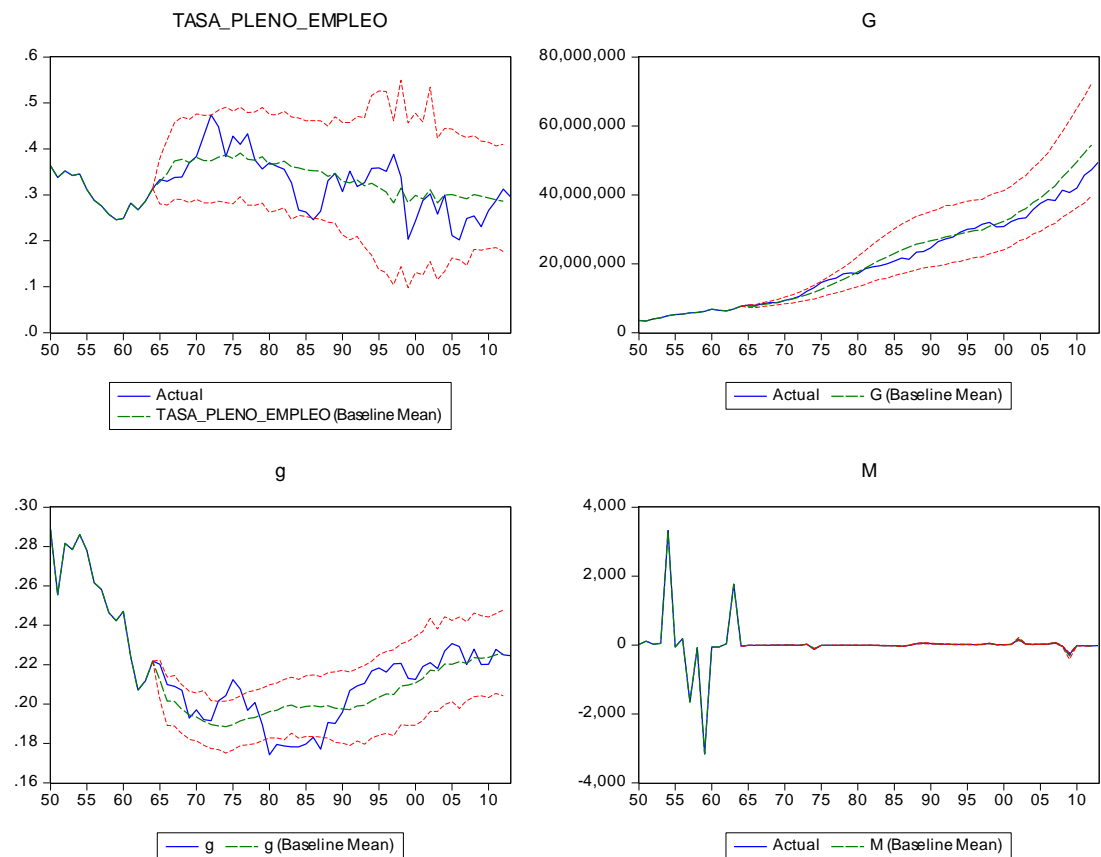 TASA_PLENO_EMPLEO
.6
.5
.4
.3
.2
.1
.0
50 55 60 65 70 75 80 85 90 95 00 05 10
Actual
TASA_PLENO_EMPLEO (Baseline Mean)
G
80,000,000
60,000,000
40,000,000
20,000,000
0
50 55 60 65 70 75 80 85 90 95 00 05 10
Actual G (Baseline Mean)
g
.30
.28
.26
.24
.22
.20
.18
.16
50 55 60 65 70 75 80 85 90 95 00 05 10
g g (Baseline Mean)
M
4,000
2,000
0
-2,000
-4,000
50 55 60 65 70 75 80 85 90 95 00 05 10
Actual M (Baseline Mean)